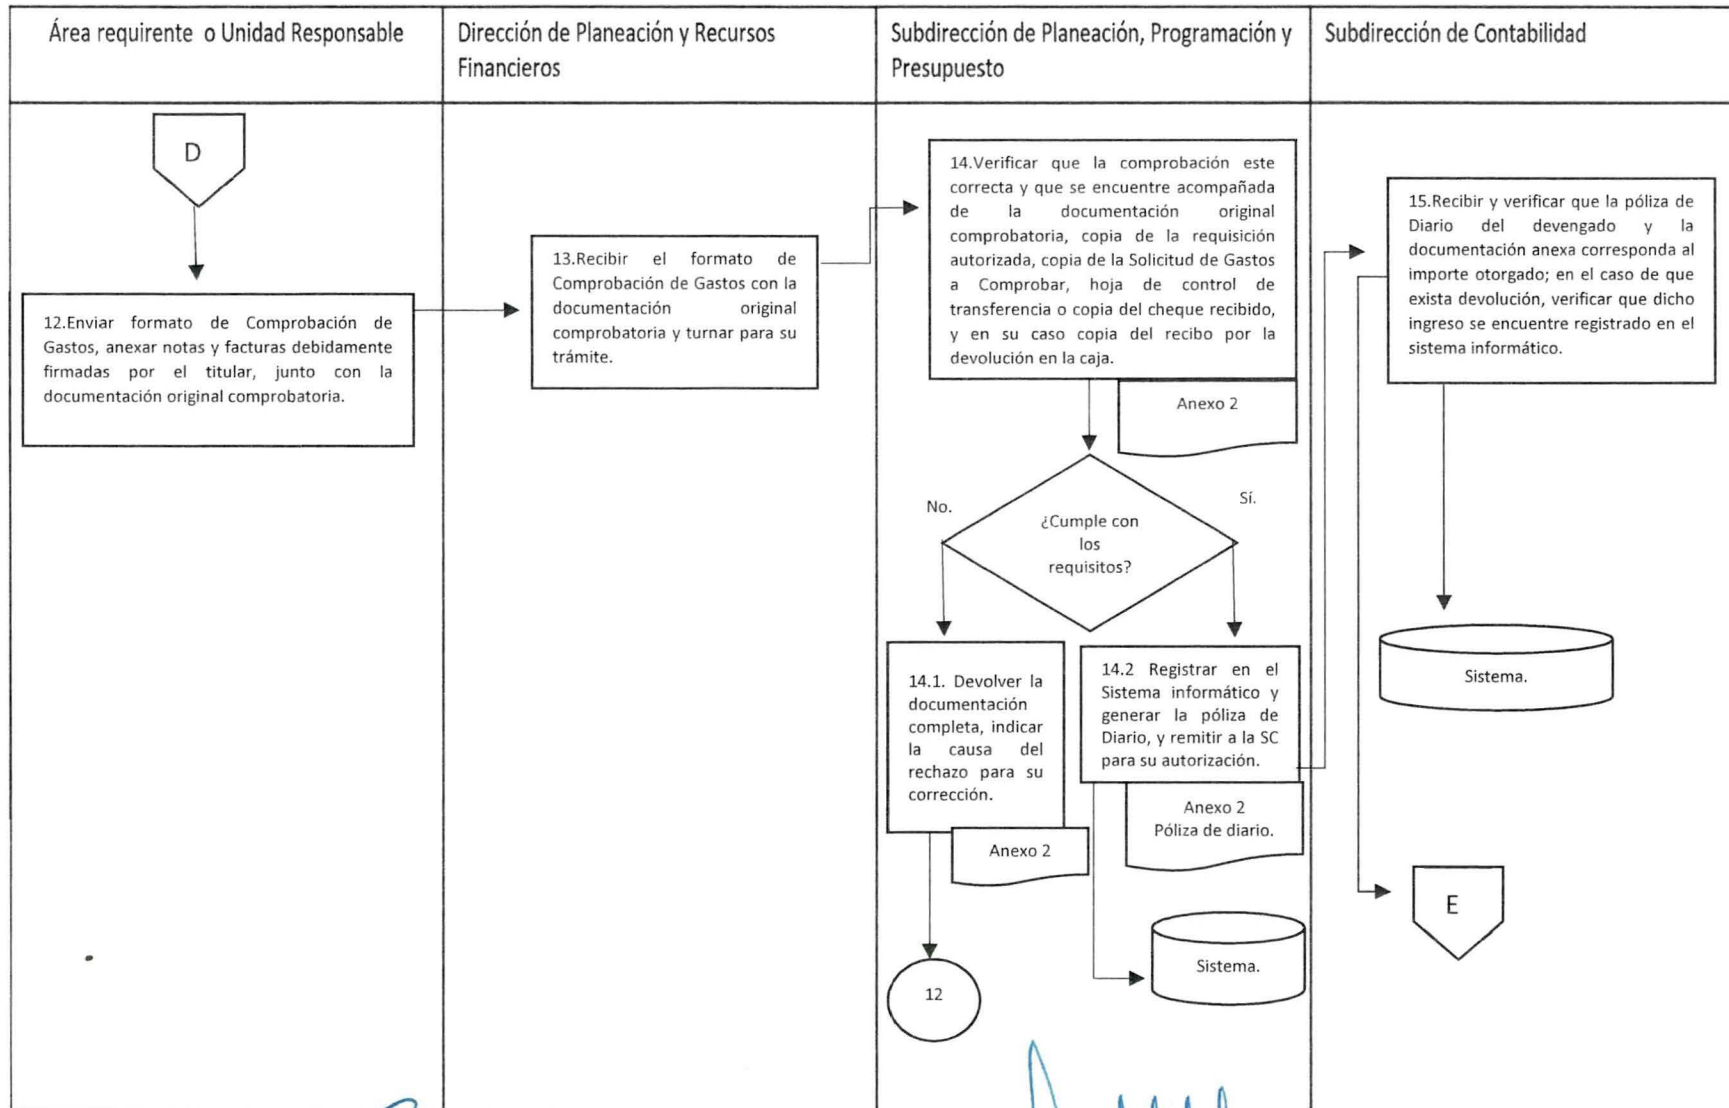 Área requirente o Unidad Responsable
Dirección de Planeación y Recursos
Financieros
Subdirección de Planeación, Programación y
Presupuesto
Subdirección de Contabilidad
D
12.Enviar formato de Comprobación de
Gastos, anexar notas y facturas debidamente
firmadas por el titular, junto con la
documentación original comprobatoria.
13.Recibir el formato de
Comprobación de Gastos con la
documentación original
comprobatoria y turnar para su
trámite.
14.Verificar que la comprobación este
correcta y que se encuentre acompañada
de la documentación original
comprobatoria, copia de la requisición
autorizada, copia de la Solicitud de Gastos
a Comprobar, hoja de control de
transferencia o copia del cheque recibido,
y en su caso copia del recibo por la
devolución en la caja.
Anexo 2
No.
Sí.
¿Cumple con
los
requisitos?
14.1. Devolver la
documentación
completa, indicar
la causa del
rechazo para su
corrección.
Anexo 2
12
14.2 Registrar en el
Sistema informático y
generar la póliza de
Diario, y remitir a la SC
para su autorización.
Anexo 2
Póliza de diario.
Sistema.
15.Recibir y verificar que la póliza de
Diario del devengado y la
documentación anexa corresponda al
importe otorgado; en el caso de que
exista devolución, verificar que dicho
ingreso se encuentre registrado en el
sistema informático.
Sistema.
E